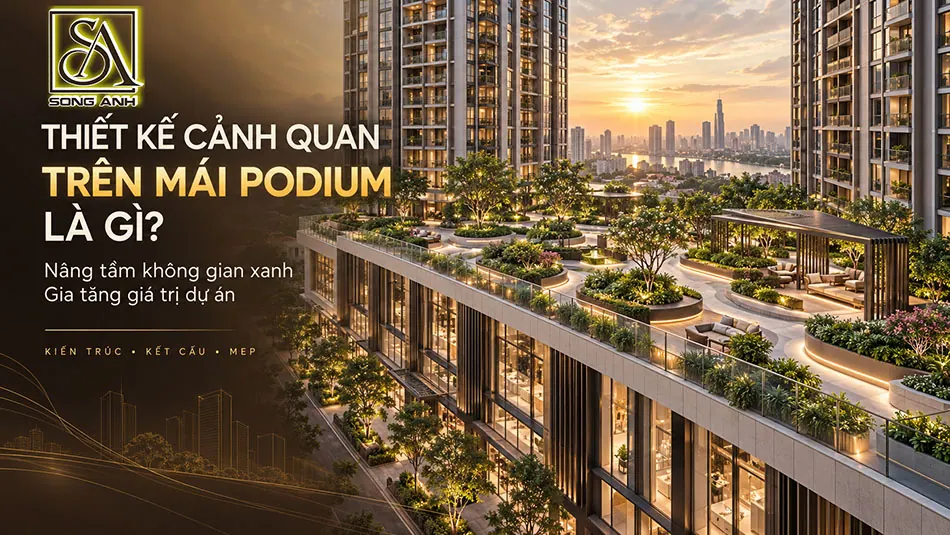 SA
SONG ANH
THIẾT KẾ CẢNH QUAN
TRÊN MÁI PODIUM
LÀ GÌ?
Nâng tầm không gian xanh
Gia tăng giá trị dự án
KIẾN TRÚC • KẾT CẤU • MEP